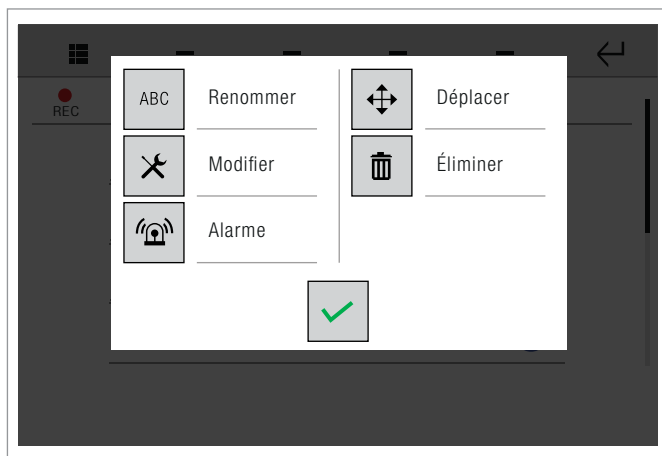 REC
ABC Renommer
Modifier
Alarme
Déplacer
Éliminer